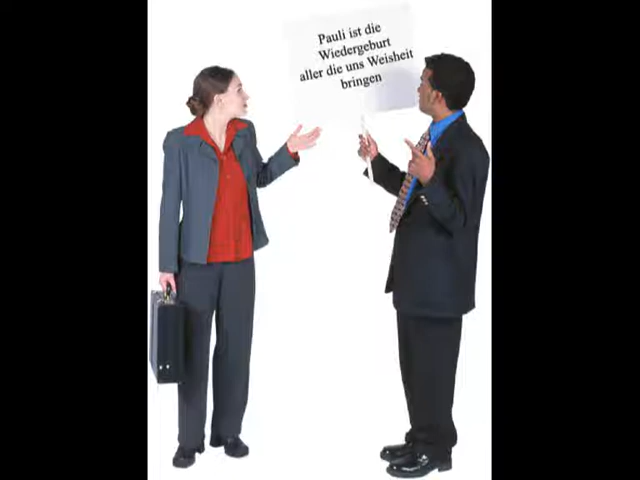 Pauli ist die
Wiedergeburt
aller die uns Weisheit
bringen